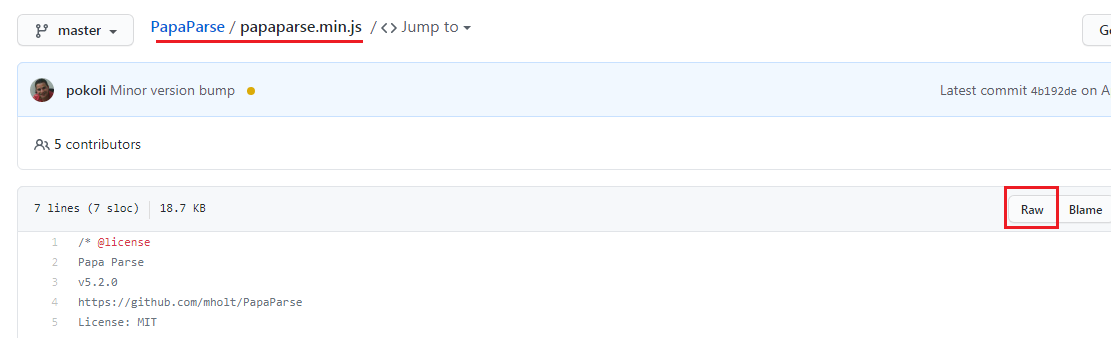 master PapaParse / papaparse.min.js / <> Jump to
pokoli Minor version bump Latest commit 4b192de on
5 contributors
7 lines (7 sloc) 18.7 KB Raw Blame
1 /* @license
2 Papa Parse
3 v5.2.0
4 https://github.com/mholt/PapaParse
5 License: MIT